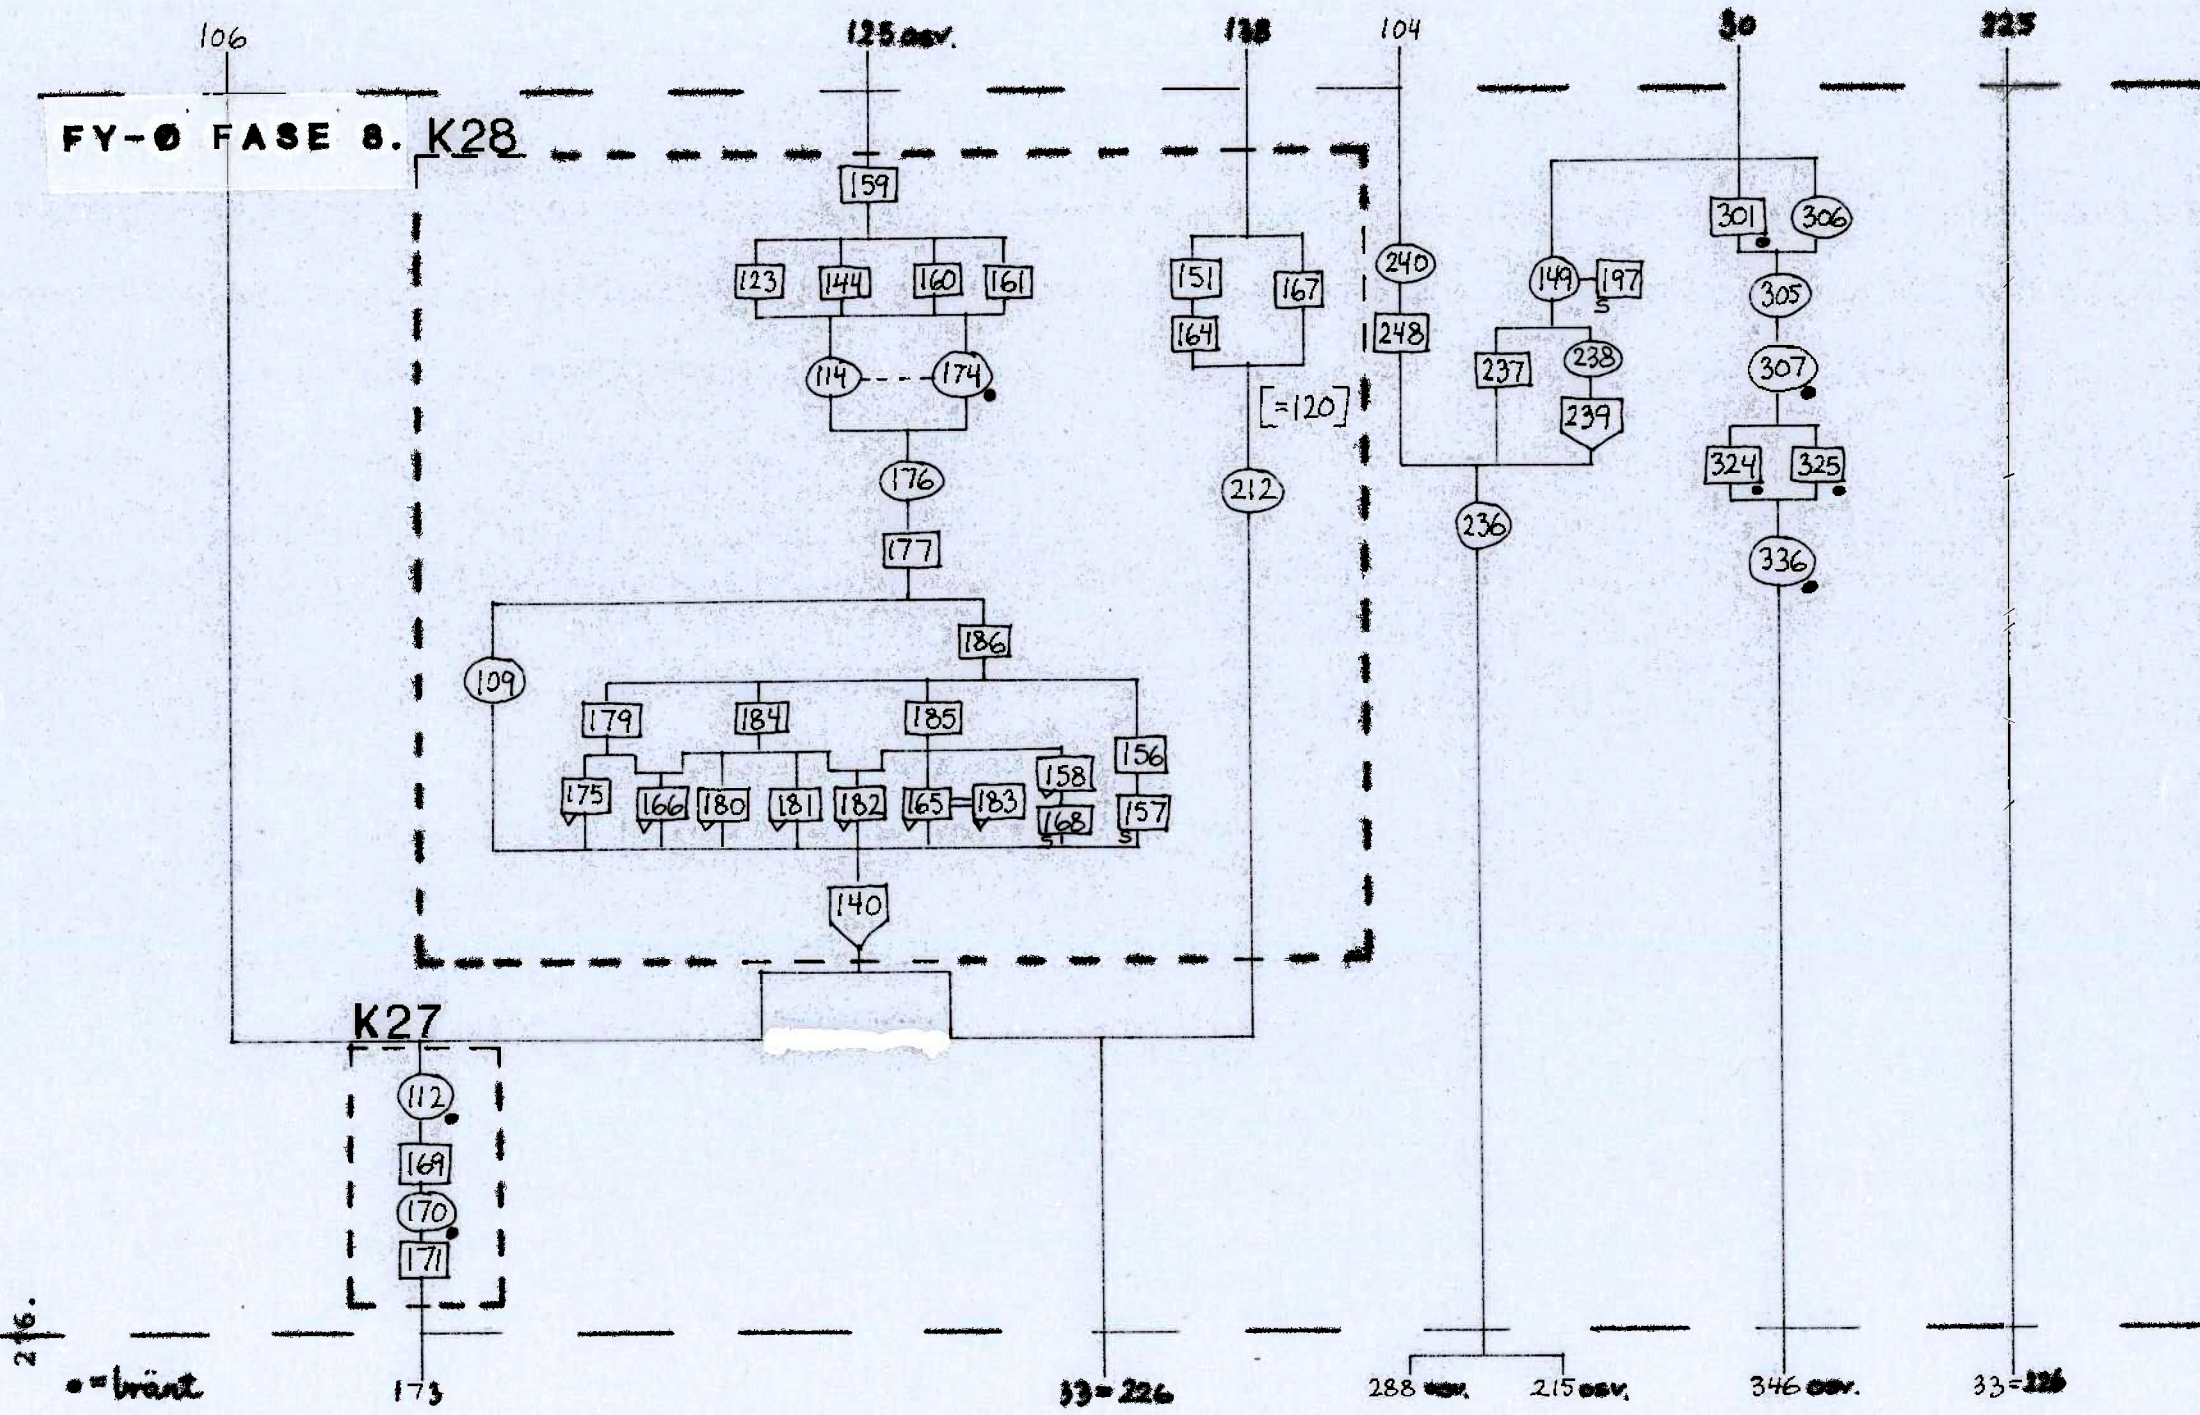 106 125 osv. 138 104 30 225
FY-Ø FASE 8. K28
159
301 306
123 144 160 161 151 167 240 149 197 305
S
164 248
114 174 237 238 307
[=120] 239
176 212 324 325
236
177 336
186
109
179 184 185 156
175 166 180 181 182 165 183 158 157
168
S S
140
K27
112
169
170
171
216.
•=bränt 173 33=226 288 osv. 215 osv. 346 osv. 33=226